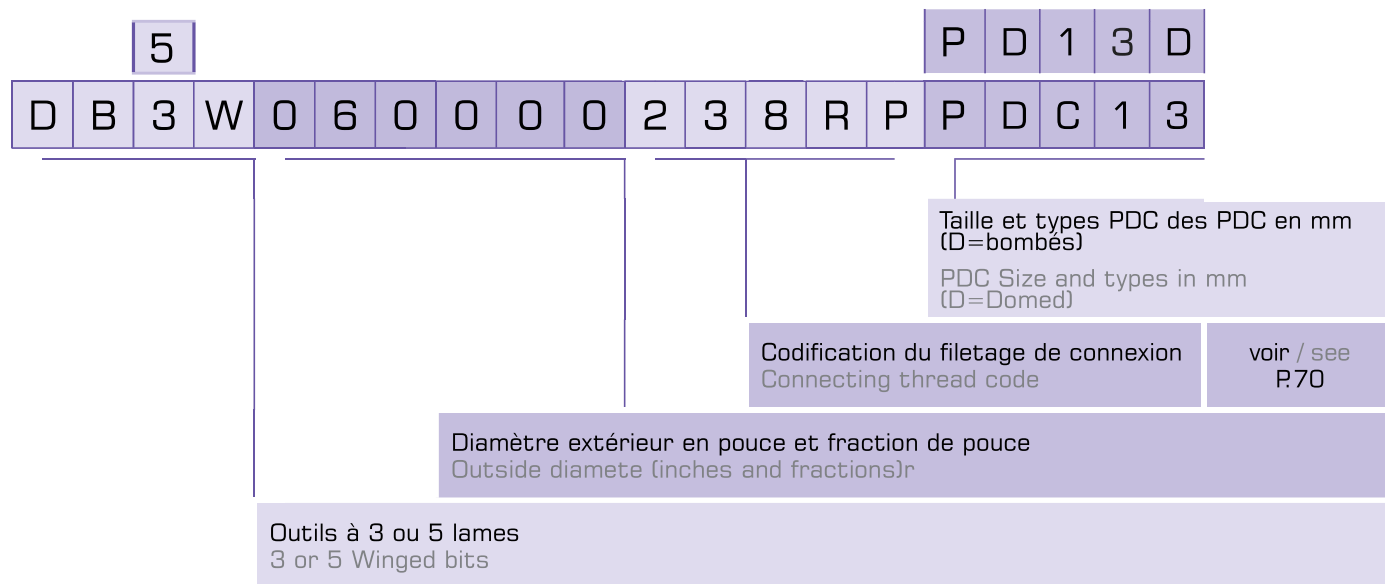 5
P D 1 3 D
D B 3 W 0 6 0 0 0 0 2 3 8 R P P D C 1 3
Taille et types PDC des PDC en mm
(D=bombés)
PDC Size and types in mm
(D=Domed)
Codification du filetage de connexion
Connecting thread code
voir / see
P.70
Diamètre extérieur en pouce et fraction de pouce
Outside diamete (inches and fractions)r
Outils à 3 ou 5 lames
3 or 5 Winged bits